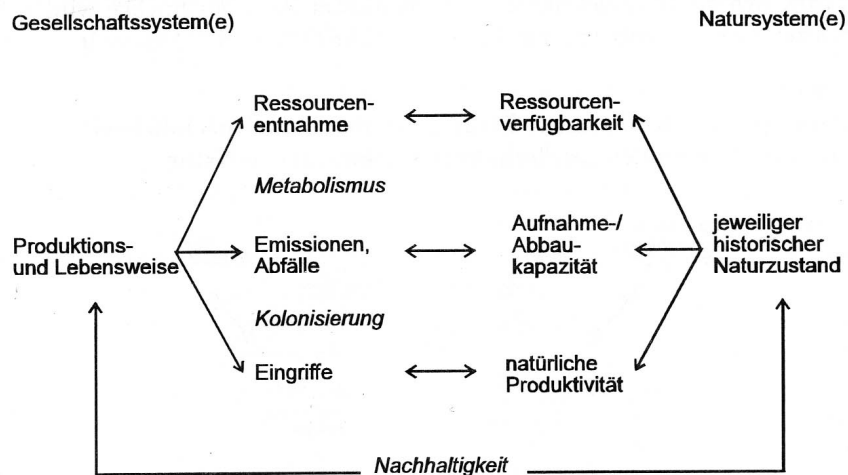 Gesellschaftssystem(e)
Natursystem(e)
Ressourcen-
entnahme
Ressourcen-
verfügbarkeit
Metabolismus
Produktions-
und Lebensweise
Emissionen,
Abfälle
Aufnahme-/
Abbau-
kapazität
jeweiliger
historischer
Naturzustand
Kolonisierung
Eingriffe
natürliche
Produktivität
Nachhaltigkeit